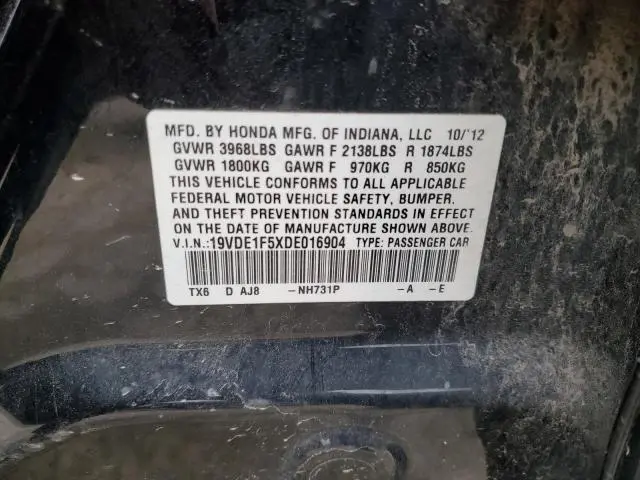 MFD. BY HONDA MFG. OF INDIANA, LLC 10/'12
GVWR 3968LBS GAWR F 2138LBS R 1874LBS
GVWR 1800KG GAWR F 970KG R 850KG
THIS VEHICLE CONFORMS TO ALL APPLICABLE
FEDERAL MOTOR VEHICLE SAFETY, BUMPER,
AND THEFT PREVENTION STANDARDS IN EFFECT
ON THE DATE OF MANUFACTURE SHOWN ABOVE.
V.I.N.:19VDE1F5XDE016904 TYPE: PASSENGER CAR
TX6 D AJ8 -NH731P -A -E